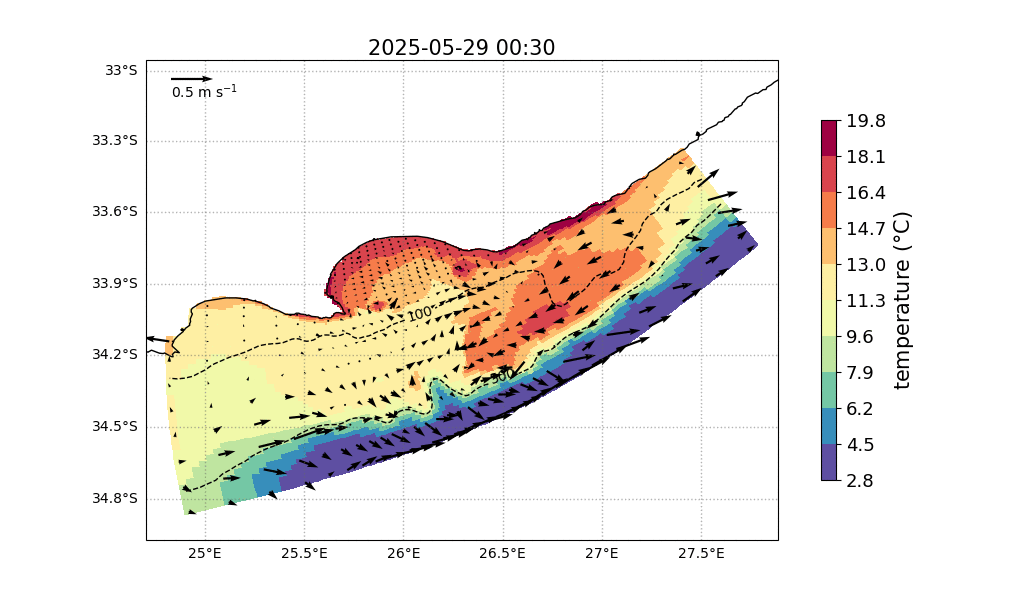 2025-05-29 00:30
0.5 m s⁻¹
33°S
33.3°S
33.6°S
33.9°S
34.2°S
34.5°S
34.8°S
100
500
25°E
25.5°E
26°E
26.5°E
27°E
27.5°E
19.8
18.1
16.4
14.7
13.0
11.3
9.6
7.9
6.2
4.5
2.8
temperature (°C)